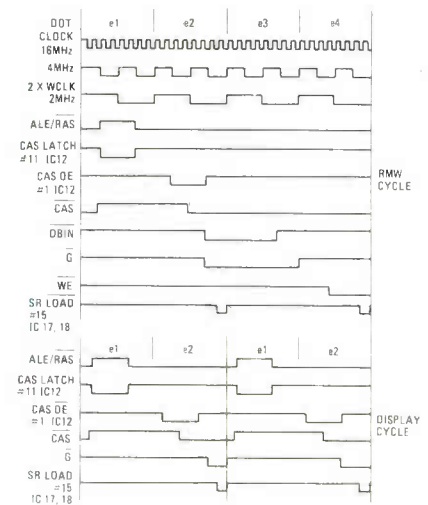 DOT CLOCK 16MHz
e1 e2 e3 e4
4MHz
2 X WCLK 2MHz
ALE/RAS
CAS LATCH
#11 IC12
CAS OE
#1 IC12
CAS
DBIN
G
WE
SR LOAD
#15
IC 17, 18
RMW
CYCLE
e1 e2 e1 e2
ALE/RAS
CAS LATCH
#11 IC12
CAS OE
#1 IC12
CAS
G
SR LOAD
#15
IC 17, 18
DISPLAY
CYCLE